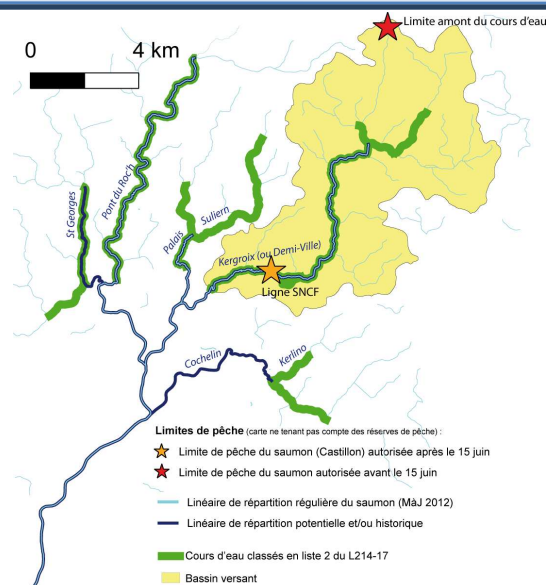 Limite amont du cours d'eau
0 4 km
St Georges
Pont du Roc'h
Palais
Suliern
Kergroix (ou Demi-Ville)
Ligne SNCF
Cochelin
Kerlino
Limites de pêche (carte ne tenant pas compte des réserves de pêche) :
Limite de pêche du saumon (Castillon) autorisée après le 15 juin
Limite de pêche du saumon autorisée avant le 15 juin
Linéaire de répartition régulière du saumon (MàJ 2012)
Linéaire de répartition potentielle et/ou historique
Cours d'eau classés en liste 2 du L214-17
Bassin versant